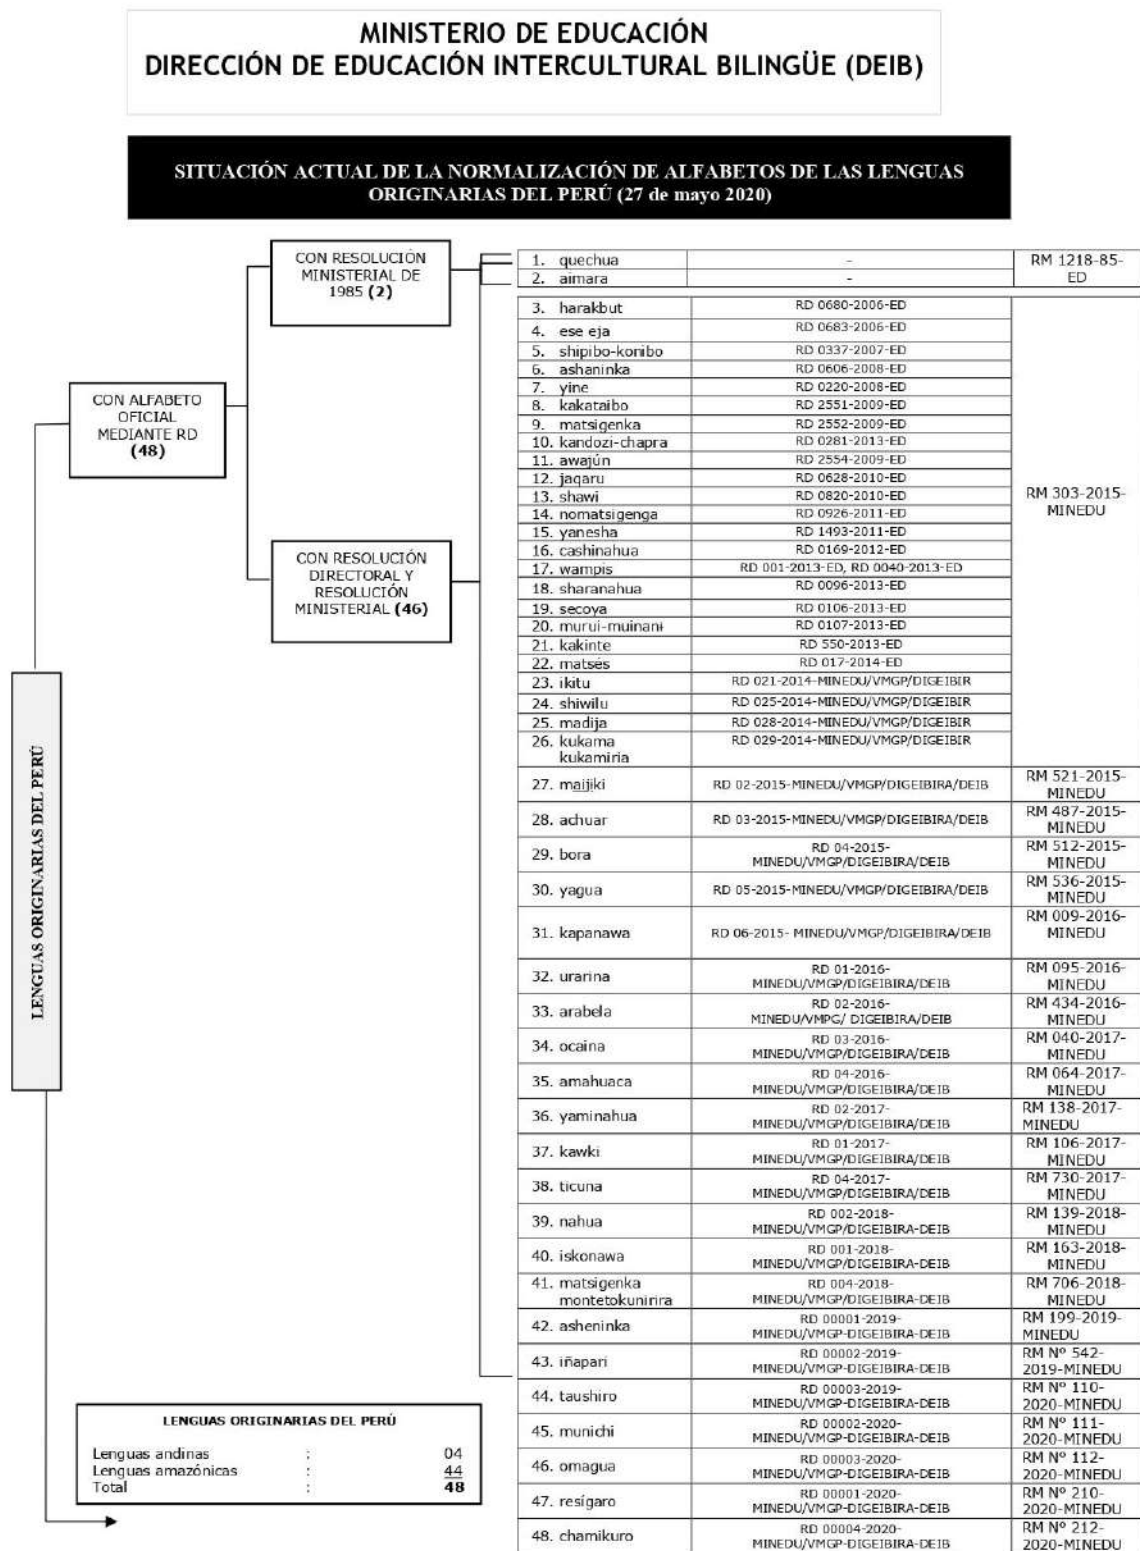 MINISTERIO DE EDUCACIÓN
DIRECCIÓN DE EDUCACIÓN INTERCULTURAL BILINGÜE (DEIB)
SITUACIÓN ACTUAL DE LA NORMALIZACIÓN DE ALFABETOS DE LAS LENGUAS
ORIGINARIAS DEL PERÚ (27 de mayo 2020)
LENGUAS ORIGINARIAS DEL PERÚ
CON ALFABETO
OFICIAL
MEDIANTE RD
(48)
CON RESOLUCIÓN
MINISTERIAL DE
1985 (2)
CON RESOLUCIÓN
DIRECTORAL Y
RESOLUCIÓN
MINISTERIAL (46)
1. quechua - RM 1218-85-
2. aimara - ED
3. harakbut RD 0680-2006-ED
4. ese eja RD 0683-2006-ED
5. shipibo-konibo RD 0337-2007-ED
6. ashaninka RD 0606-2008-ED
7. yine RD 0220-2008-ED
8. kakataibo RD 2551-2009-ED
9. matsigenka RD 2552-2009-ED
10. kandozi-chapra RD 0281-2013-ED
11. awajún RD 2554-2009-ED
12. jaqaru RD 0628-2010-ED
13. shawi RD 0820-2010-ED
RM 303-2015-
MINEDU
14. nomatsigenga RD 0926-2011-ED
15. yanesha RD 1493-2011-ED
16. cashinahua RD 0169-2012-ED
17. wampis RD 001-2013-ED, RD 0040-2013-ED
18. sharanahua RD 0096-2013-ED
19. secoya RD 0106-2013-ED
20. murui-muinanɨ RD 0107-2013-ED
21. kakinte RD 550-2013-ED
22. matsés RD 017-2014-ED
23. ikitu RD 021-2014-MINEDU/VMGP/DIGEIBIR
24. shiwilu RD 025-2014-MINEDU/VMGP/DIGEIBIR
25. madija RD 028-2014-MINEDU/VMGP/DIGEIBIR
26. kukama RD 029-2014-MINEDU/VMGP/DIGEIBIR
kukamiria
27. maijiki RD 02-2015-MINEDU/VMGP/DIGEIBIRA/DEIB RM 521-2015-
MINEDU
28. achuar RD 03-2015-MINEDU/VMGP/DIGEIBIRA/DEIB RM 487-2015-
MINEDU
29. bora RD 04-2015- RM 512-2015-
MINEDU/VMGP/DIGEIBIRA/DEIB MINEDU
30. yagua RD 05-2015-MINEDU/VMGP/DIGEIBIRA/DEIB RM 536-2015-
MINEDU
31. kapanawa RD 06-2015- MINEDU/VMGP/DIGEIBIRA/DEIB RM 009-2016-
MINEDU
32. urarina RD 01-2016- RM 095-2016-
MINEDU/VMGP/DIGEIBIRA/DEIB MINEDU
33. arabela RD 02-2016- RM 434-2016-
MINEDU/VMPG/ DIGEIBIRA/DEIB MINEDU
34. ocaina RD 03-2016- RM 040-2017-
MINEDU/VMGP/DIGEIBIRA/DEIB MINEDU
35. amahuaca RD 04-2016- RM 064-2017-
MINEDU/VMGP/DIGEIBIRA/DEIB MINEDU
36. yaminahua RD 02-2017- RM 138-2017-
MINEDU/VMGP/DIGEIBIRA/DEIB MINEDU
37. kawki RD 01-2017- RM 106-2017-
MINEDU/VMGP/DIGEIBIRA/DEIB MINEDU
38. ticuna RD 04-2017- RM 730-2017-
MINEDU/VMGP/DIGEIBIRA/DEIB MINEDU
39. nahua RD 002-2018- RM 139-2018-
MINEDU/VMGP/DIGEIBIRA-DEIB MINEDU
40. iskonawa RD 001-2018- RM 163-2018-
MINEDU/VMGP/DIGEIBIRA-DEIB MINEDU
41. matsigenka RD 004-2018- RM 706-2018-
montetokunirira MINEDU/VMGP/DIGEIBIRA-DEIB MINEDU
42. asheninka RD 00001-2019- RM 199-2019-
MINEDU/VMGP-DIGEIBIRA-DEIB MINEDU
43. iñapari RD 00002-2019- RM Nº 542-
MINEDU/VMGP-DIGEIBIRA-DEIB 2019-MINEDU
44. taushiro RD 00003-2019- RM Nº 110-
MINEDU/VMGP-DIGEIBIRA-DEIB 2020-MINEDU
45. munichi RD 00002-2020- RM Nº 111-
MINEDU/VMGP-DIGEIBIRA-DEIB 2020-MINEDU
46. omagua RD 00003-2020- RM Nº 112-
MINEDU/VMGP-DIGEIBIRA-DEIB 2020-MINEDU
47. resígaro RD 00001-2020- RM Nº 210-
MINEDU/VMGP-DIGEIBIRA-DEIB 2020-MINEDU
48. chamikuro RD 00004-2020- RM Nº 212-
MINEDU/VMGP-DIGEIBIRA-DEIB 2020-MINEDU
LENGUAS ORIGINARIAS DEL PERÚ
Lenguas andinas : 04
Lenguas amazónicas : 44
Total : 48